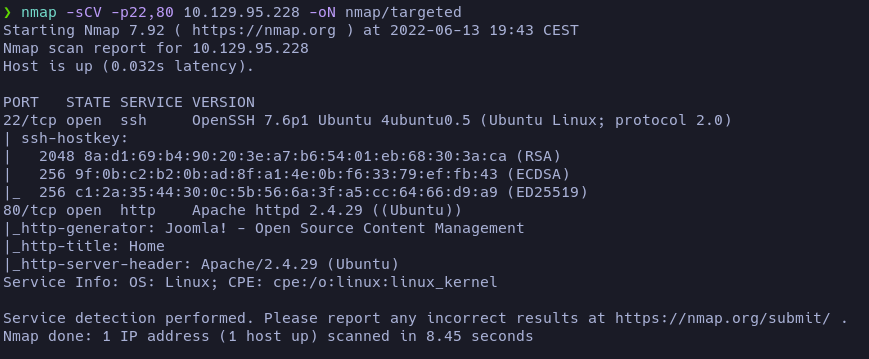 ❯ nmap -sCV -p22,80 10.129.95.228 -oN nmap/targeted
Starting Nmap 7.92 ( https://nmap.org ) at 2022-06-13 19:43 CEST
Nmap scan report for 10.129.95.228
Host is up (0.032s latency).

PORT   STATE SERVICE VERSION
22/tcp open  ssh     OpenSSH 7.6p1 Ubuntu 4ubuntu0.5 (Ubuntu Linux; protocol 2.0)
| ssh-hostkey:
|   2048 8a:d1:69:b4:90:20:3e:a7:b6:54:01:eb:68:30:3a:ca (RSA)
|   256 9f:0b:c2:b2:0b:ad:8f:a1:4e:0b:f6:33:79:ef:fb:43 (ECDSA)
|_  256 c1:2a:35:44:30:0c:5b:56:6a:3f:a5:cc:64:66:d9:a9 (ED25519)
80/tcp open  http    Apache httpd 2.4.29 ((Ubuntu))
|_http-generator: Joomla! - Open Source Content Management
|_http-title: Home
|_http-server-header: Apache/2.4.29 (Ubuntu)
Service Info: OS: Linux; CPE: cpe:/o:linux:linux_kernel

Service detection performed. Please report any incorrect results at https://nmap.org/submit/ .
Nmap done: 1 IP address (1 host up) scanned in 8.45 seconds